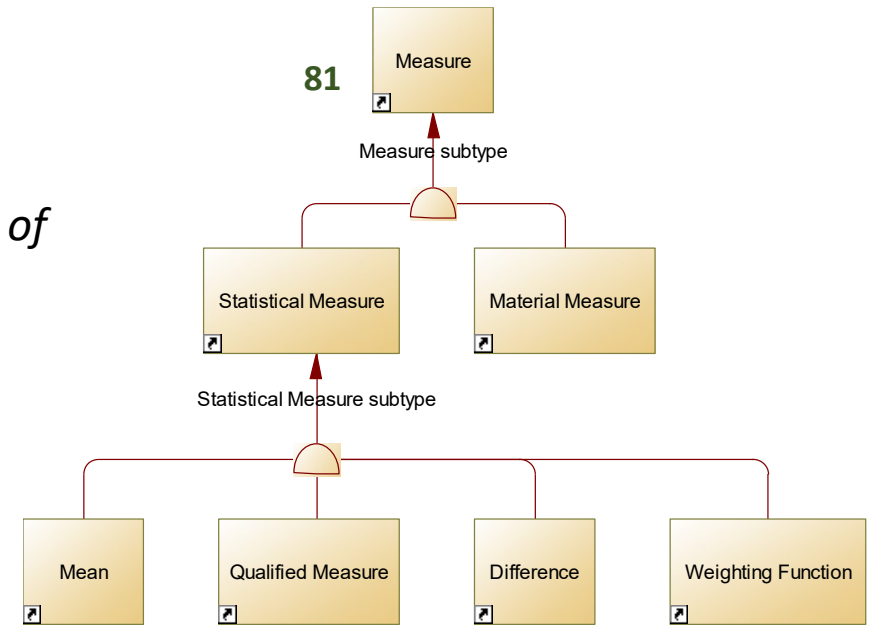 Measure
81
Measure subtype
of
Statistical Measure
Material Measure
Statistical Measure subtype
Mean
Qualified Measure
Difference
Weighting Function